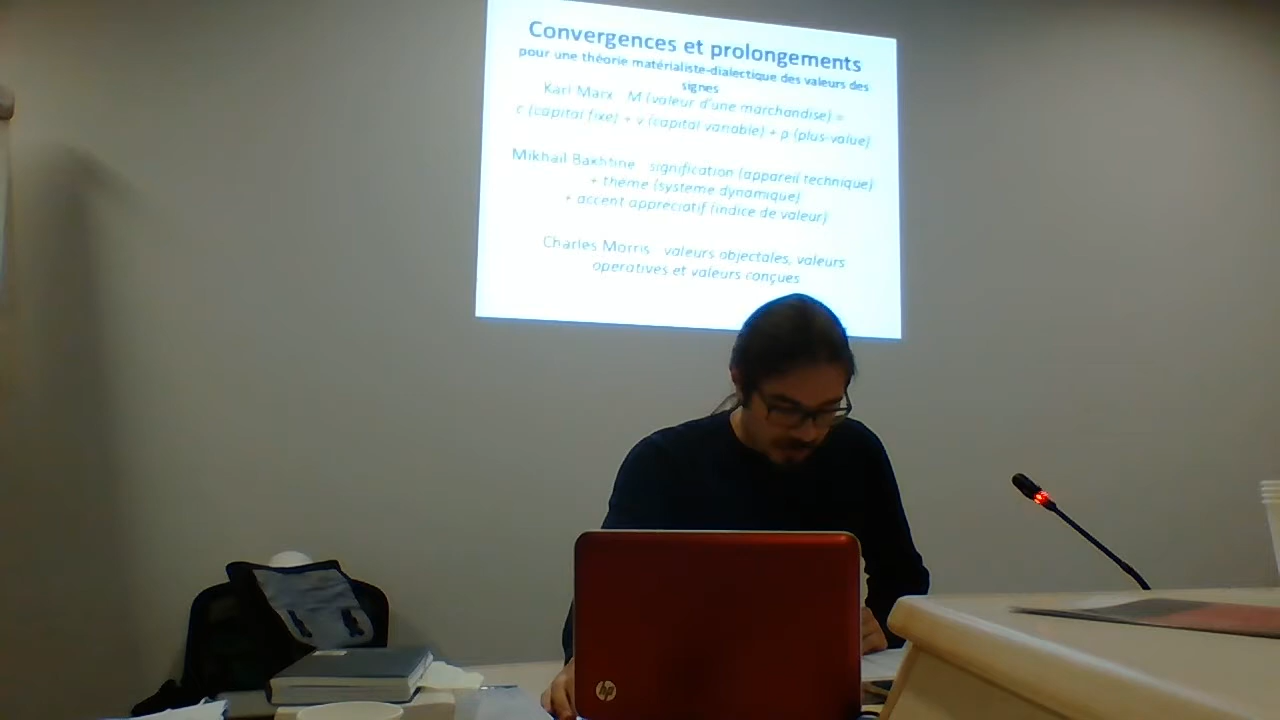 Convergences et prolongements
pour une théorie matérialiste-dialectique des valeurs des
signes
Karl Marx M (valeur d'une marchandise) =
c (capital fixe) + v (capital variable) + p (plus-value)
Mikhail Bakhtine signification (appareil technique)
+ thème (système dynamique)
+ accent appréciatif (indice de valeur)
Charles Morris valeurs objectales, valeurs
opératives et valeurs conçues
hp